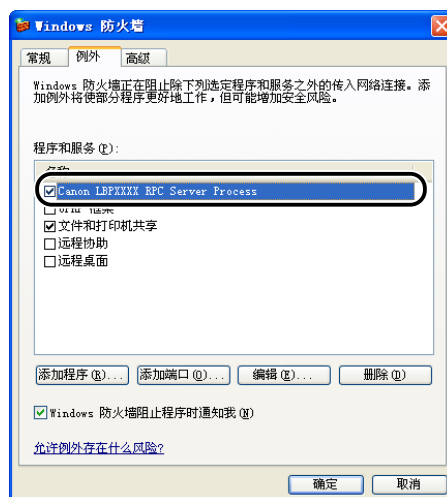 Windows 防火墙
常规 例外 高级
Windows 防火墙正在阻止除下列选定程序和服务之外的传入网络连接。添
加例外将使部分程序更好地工作，但可能增加安全风险。
程序和服务(P):
名称
Canon LBPXXXX RPC Server Process
UPnP 框架
文件和打印机共享
远程协助
远程桌面
添加程序(R)... 添加端口(O)... 编辑(E)... 删除(D)
Windows 防火墙阻止程序时通知我(N)
允许例外存在什么风险?
确定 取消